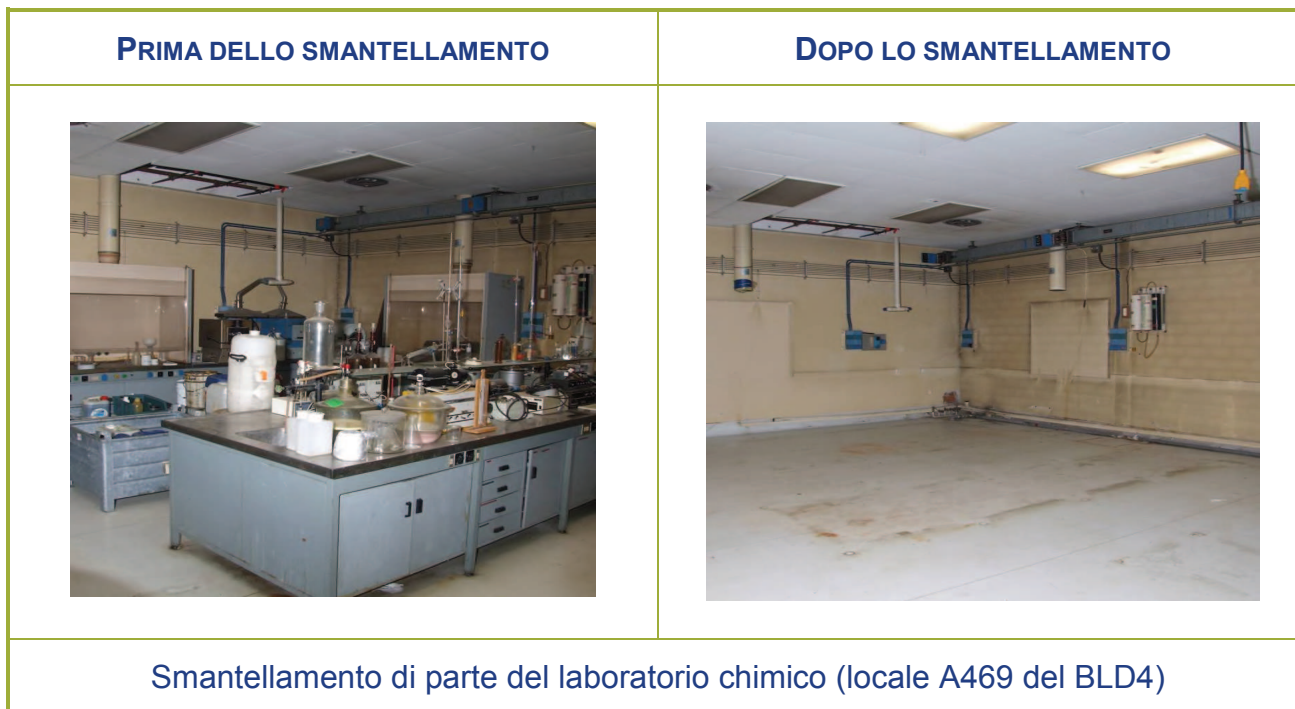 PRIMA DELLO SMANTELLAMENTO
DOPO LO SMANTELLAMENTO
Smantellamento di parte del laboratorio chimico (locale A469 del BLD4)